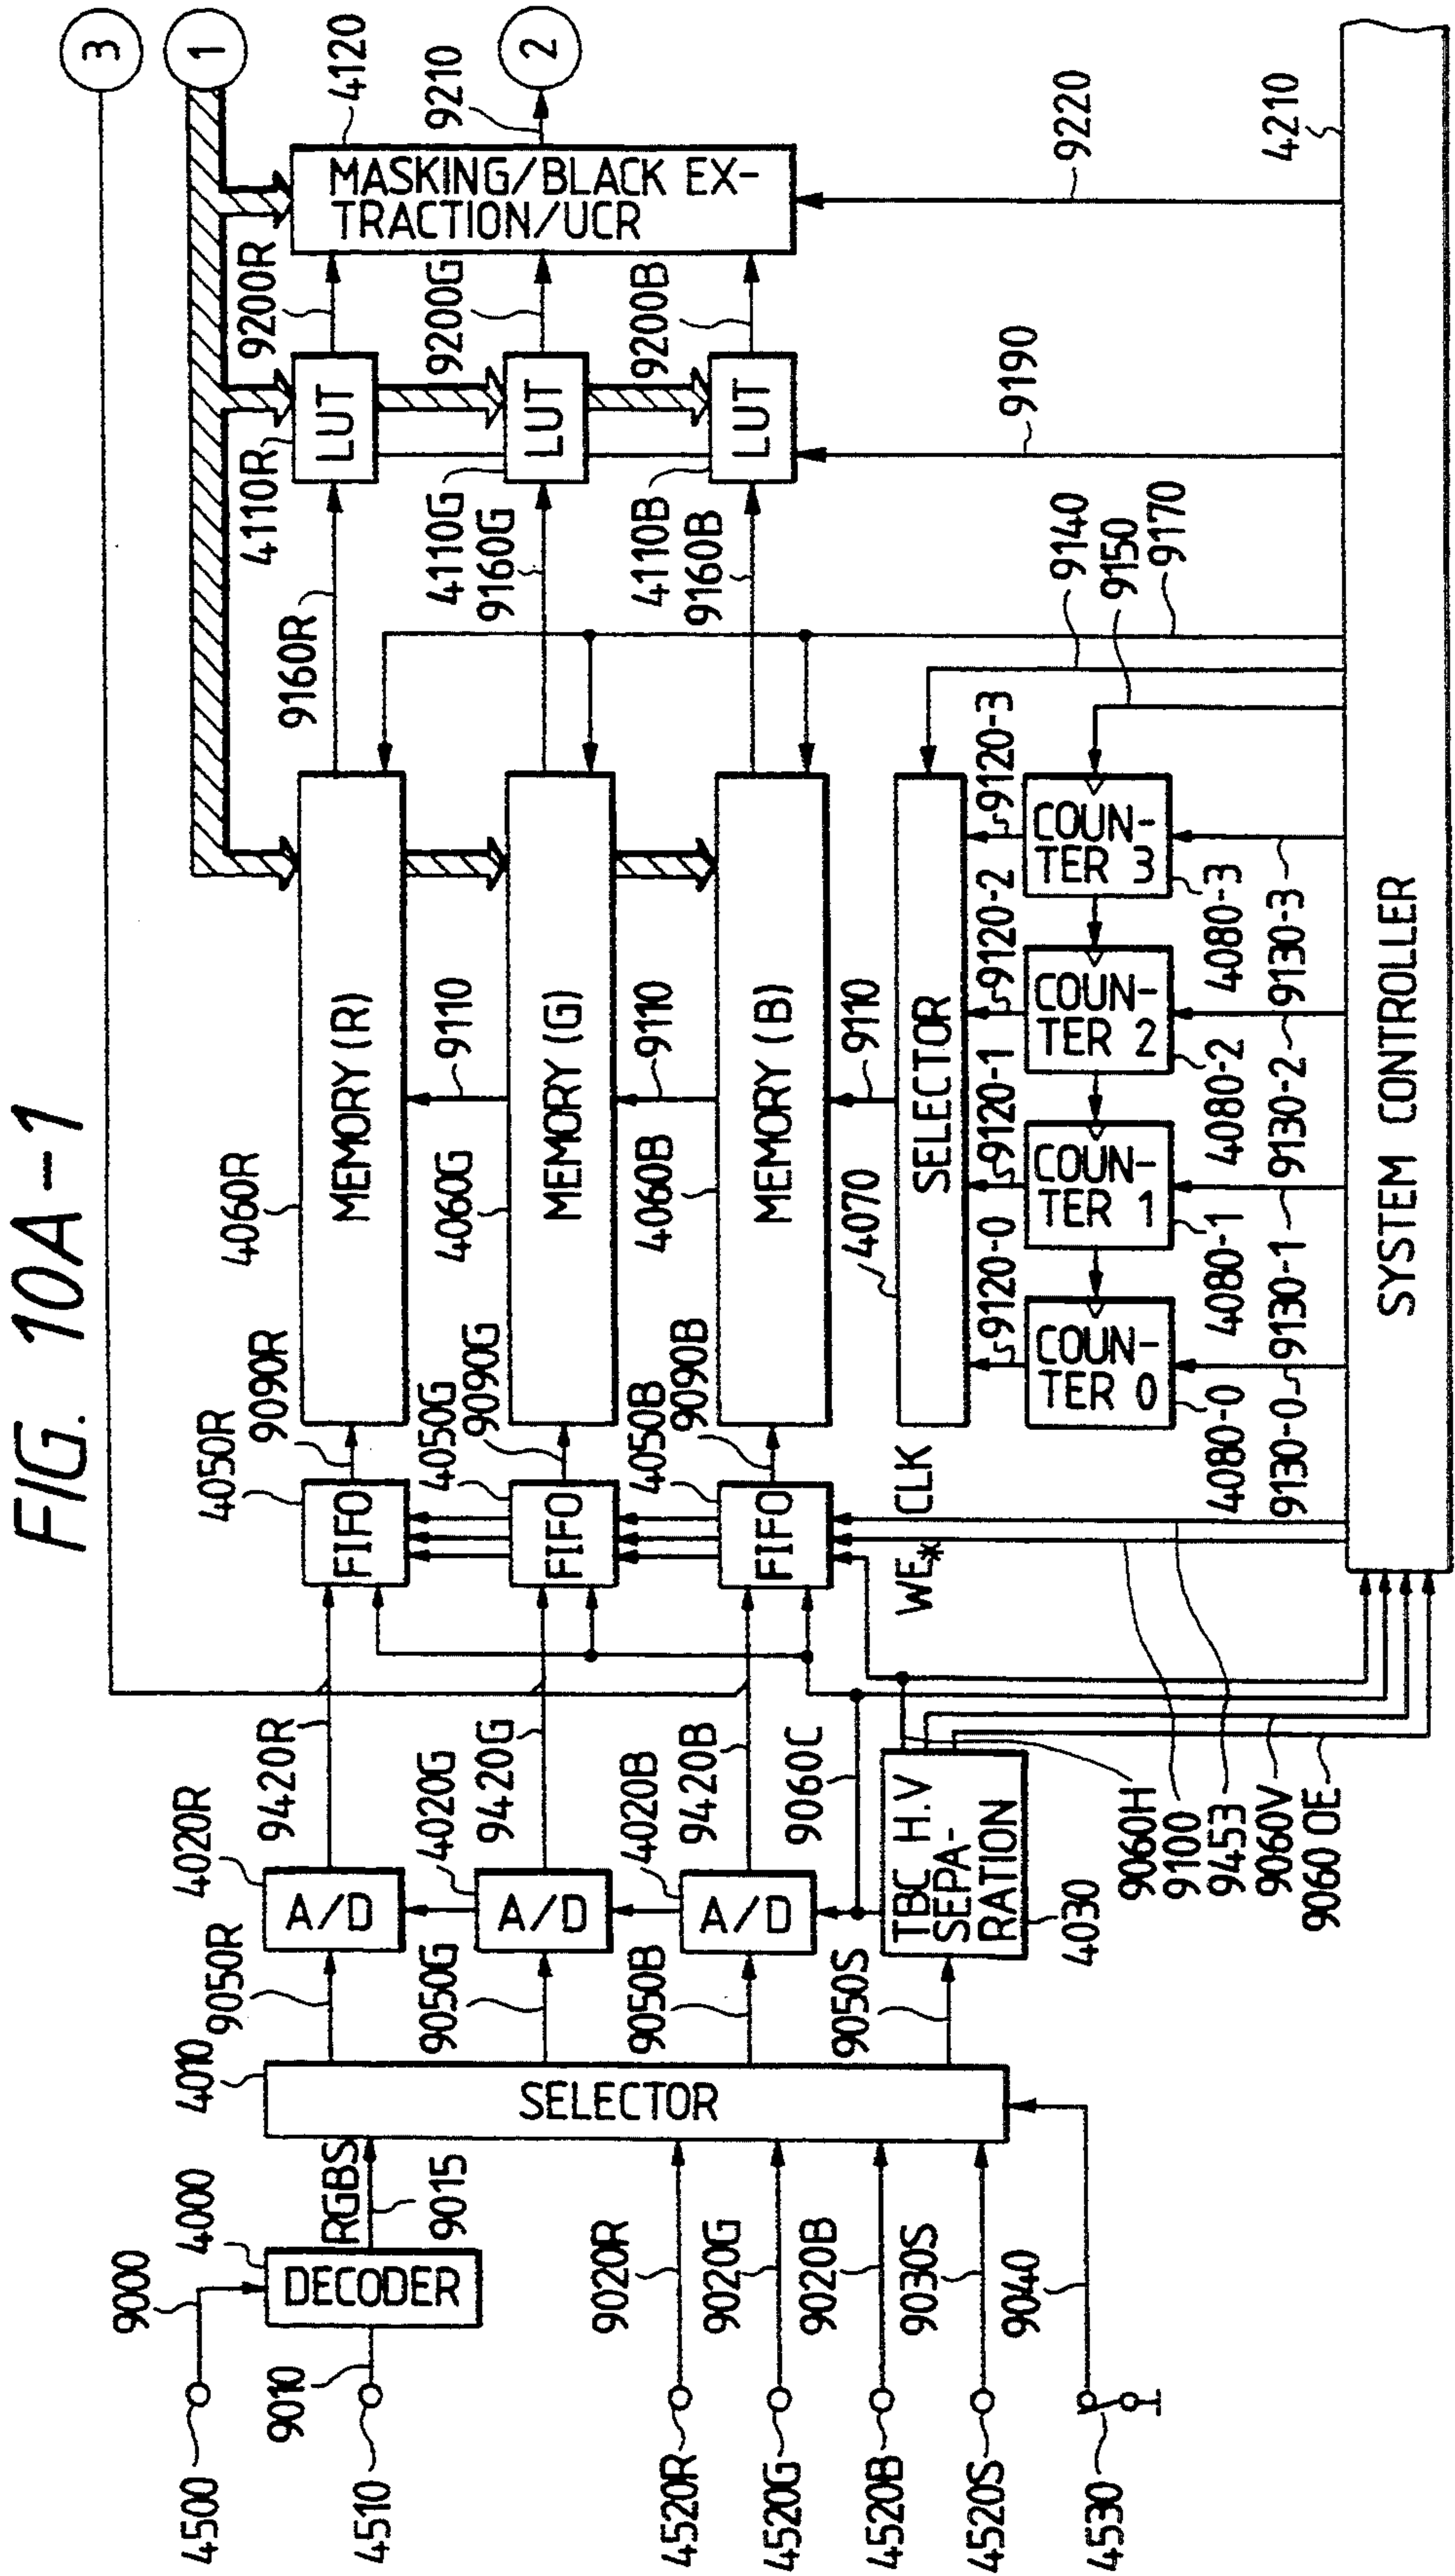 FIG. 10A-1
3
1
2
4500
9000
4000
9010
4510
DECODER
RGBS
9015
4520R
9020R
4520G
9020G
4520B
9020B
4520S
9030S
4530
9040
4010
SELECTOR
9050R
9050G
9050B
9050S
4020R
A/D
4020G
A/D
4020B
A/D
9420R
9420G
9420B
9060C
TBC H.V
SEPA-
RATION
4030
9060H
9100
9453
9060V
9060 OE
4050R
FIFO
4050G
FIFO
4050B
FIFO
WE*
CLK
9090R
9090G
9090B
4060R
MEMORY (R)
9110
4060G
MEMORY (G)
9110
4060B
MEMORY (B)
9110
4070
SELECTOR
9120-0
9120-1
9120-2
9120-3
COUN-
TER 0
COUN-
TER 1
COUN-
TER 2
COUN-
TER 3
4080-0
4080-1
4080-2
4080-3
9130-0
9130-1
9130-2
9130-3
9140
9150
9170
9160R
9160G
9160B
4110R
LUT
4110G
LUT
4110B
LUT
9190
9200R
9200G
9200B
4120
MASKING/BLACK EX-
TRACTION/UCR
9210
9220
4210
SYSTEM CONTROLLER